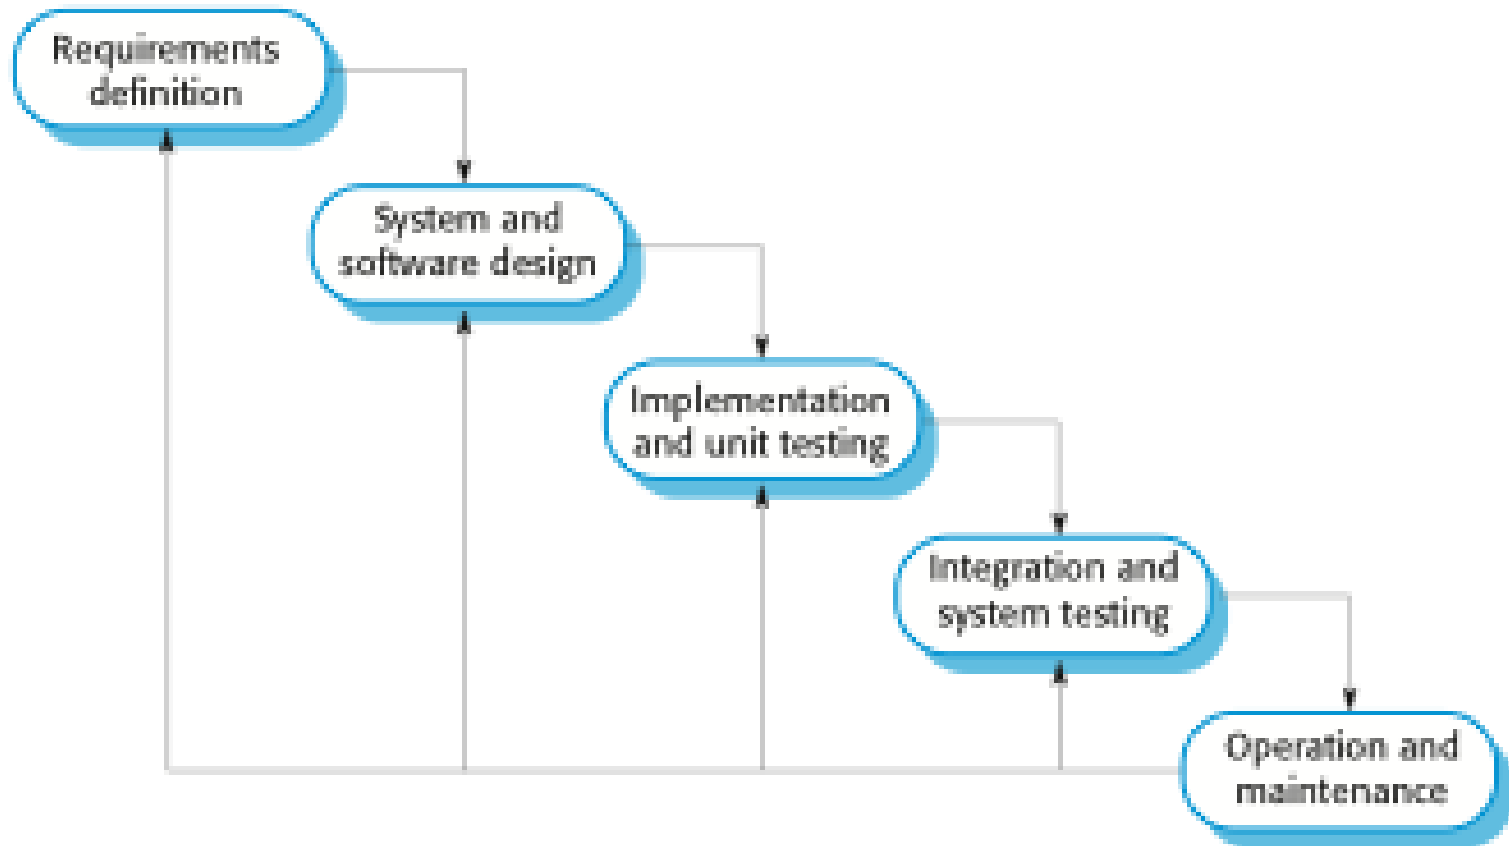 Requirements
definition
System and
software design
Implementation
and unit testing
Integration and
system testing
Operation and
maintenance